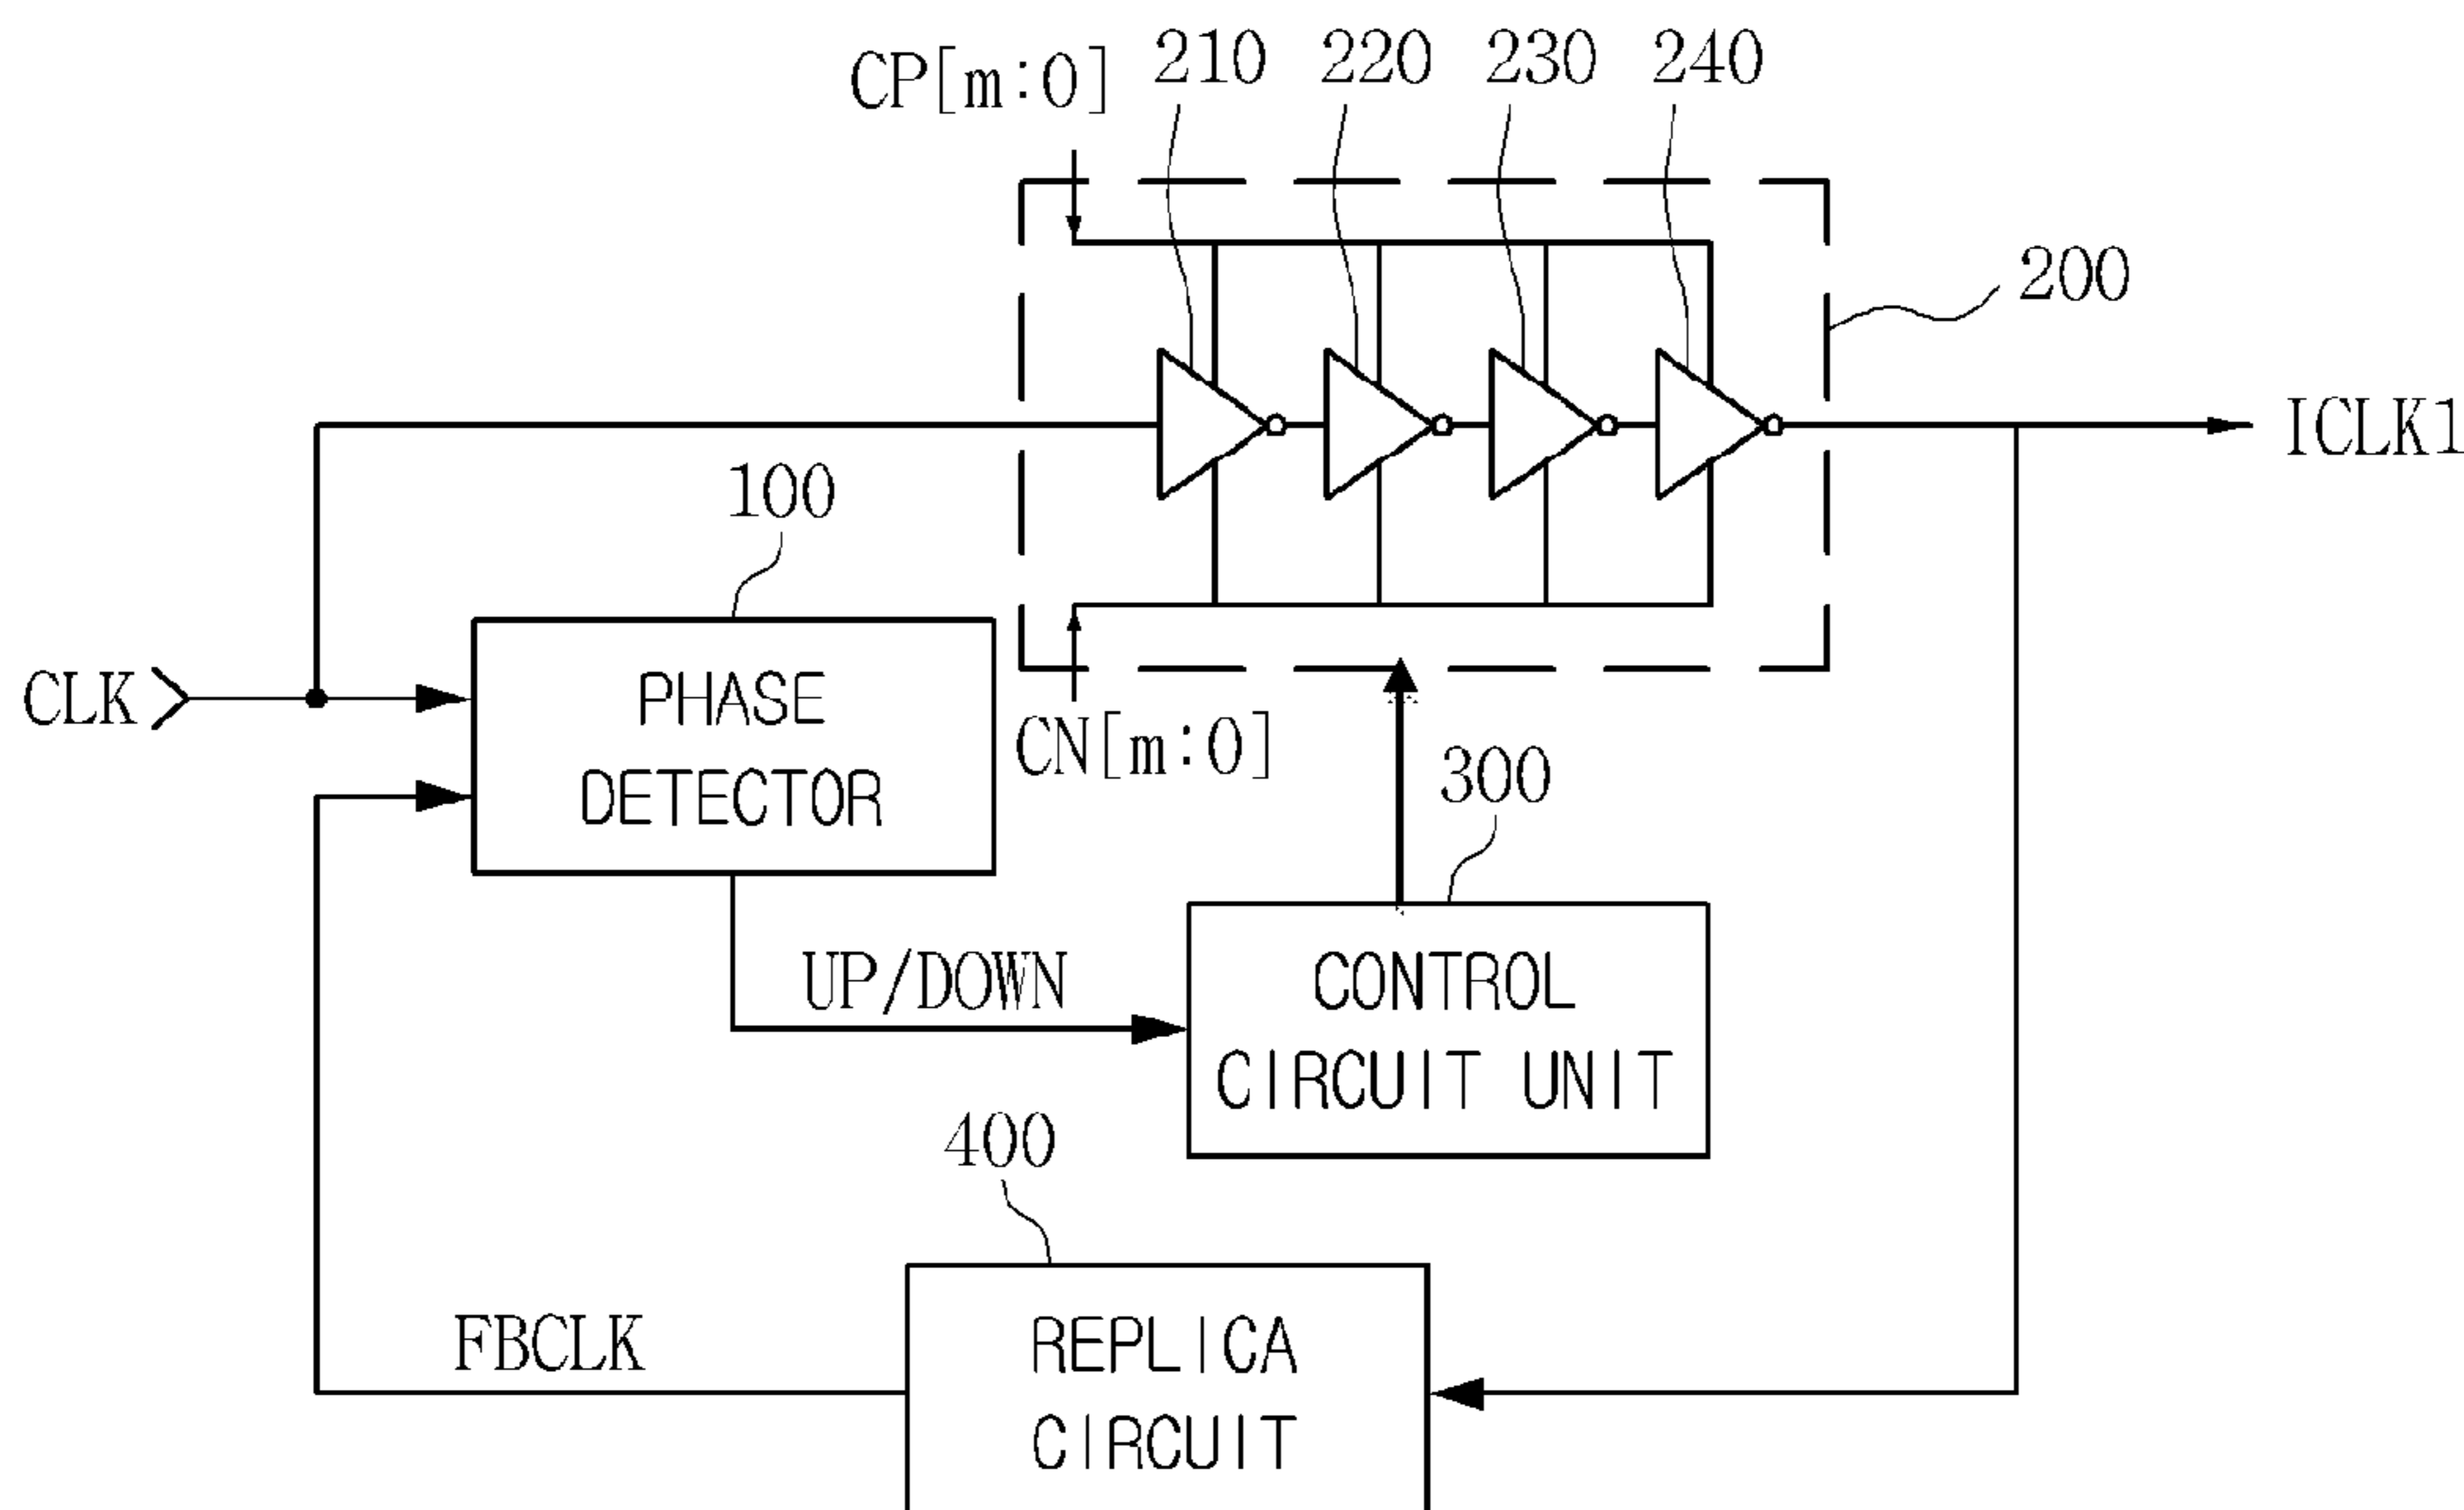 CP[m:0]
210
220
230
240
200
ICLK1
100
CLK
PHASE
DETECTOR
CN[m:0]
300
UP/DOWN
CONTROL
CIRCUIT UNIT
400
FBCLK
REPLICA
CIRCUIT